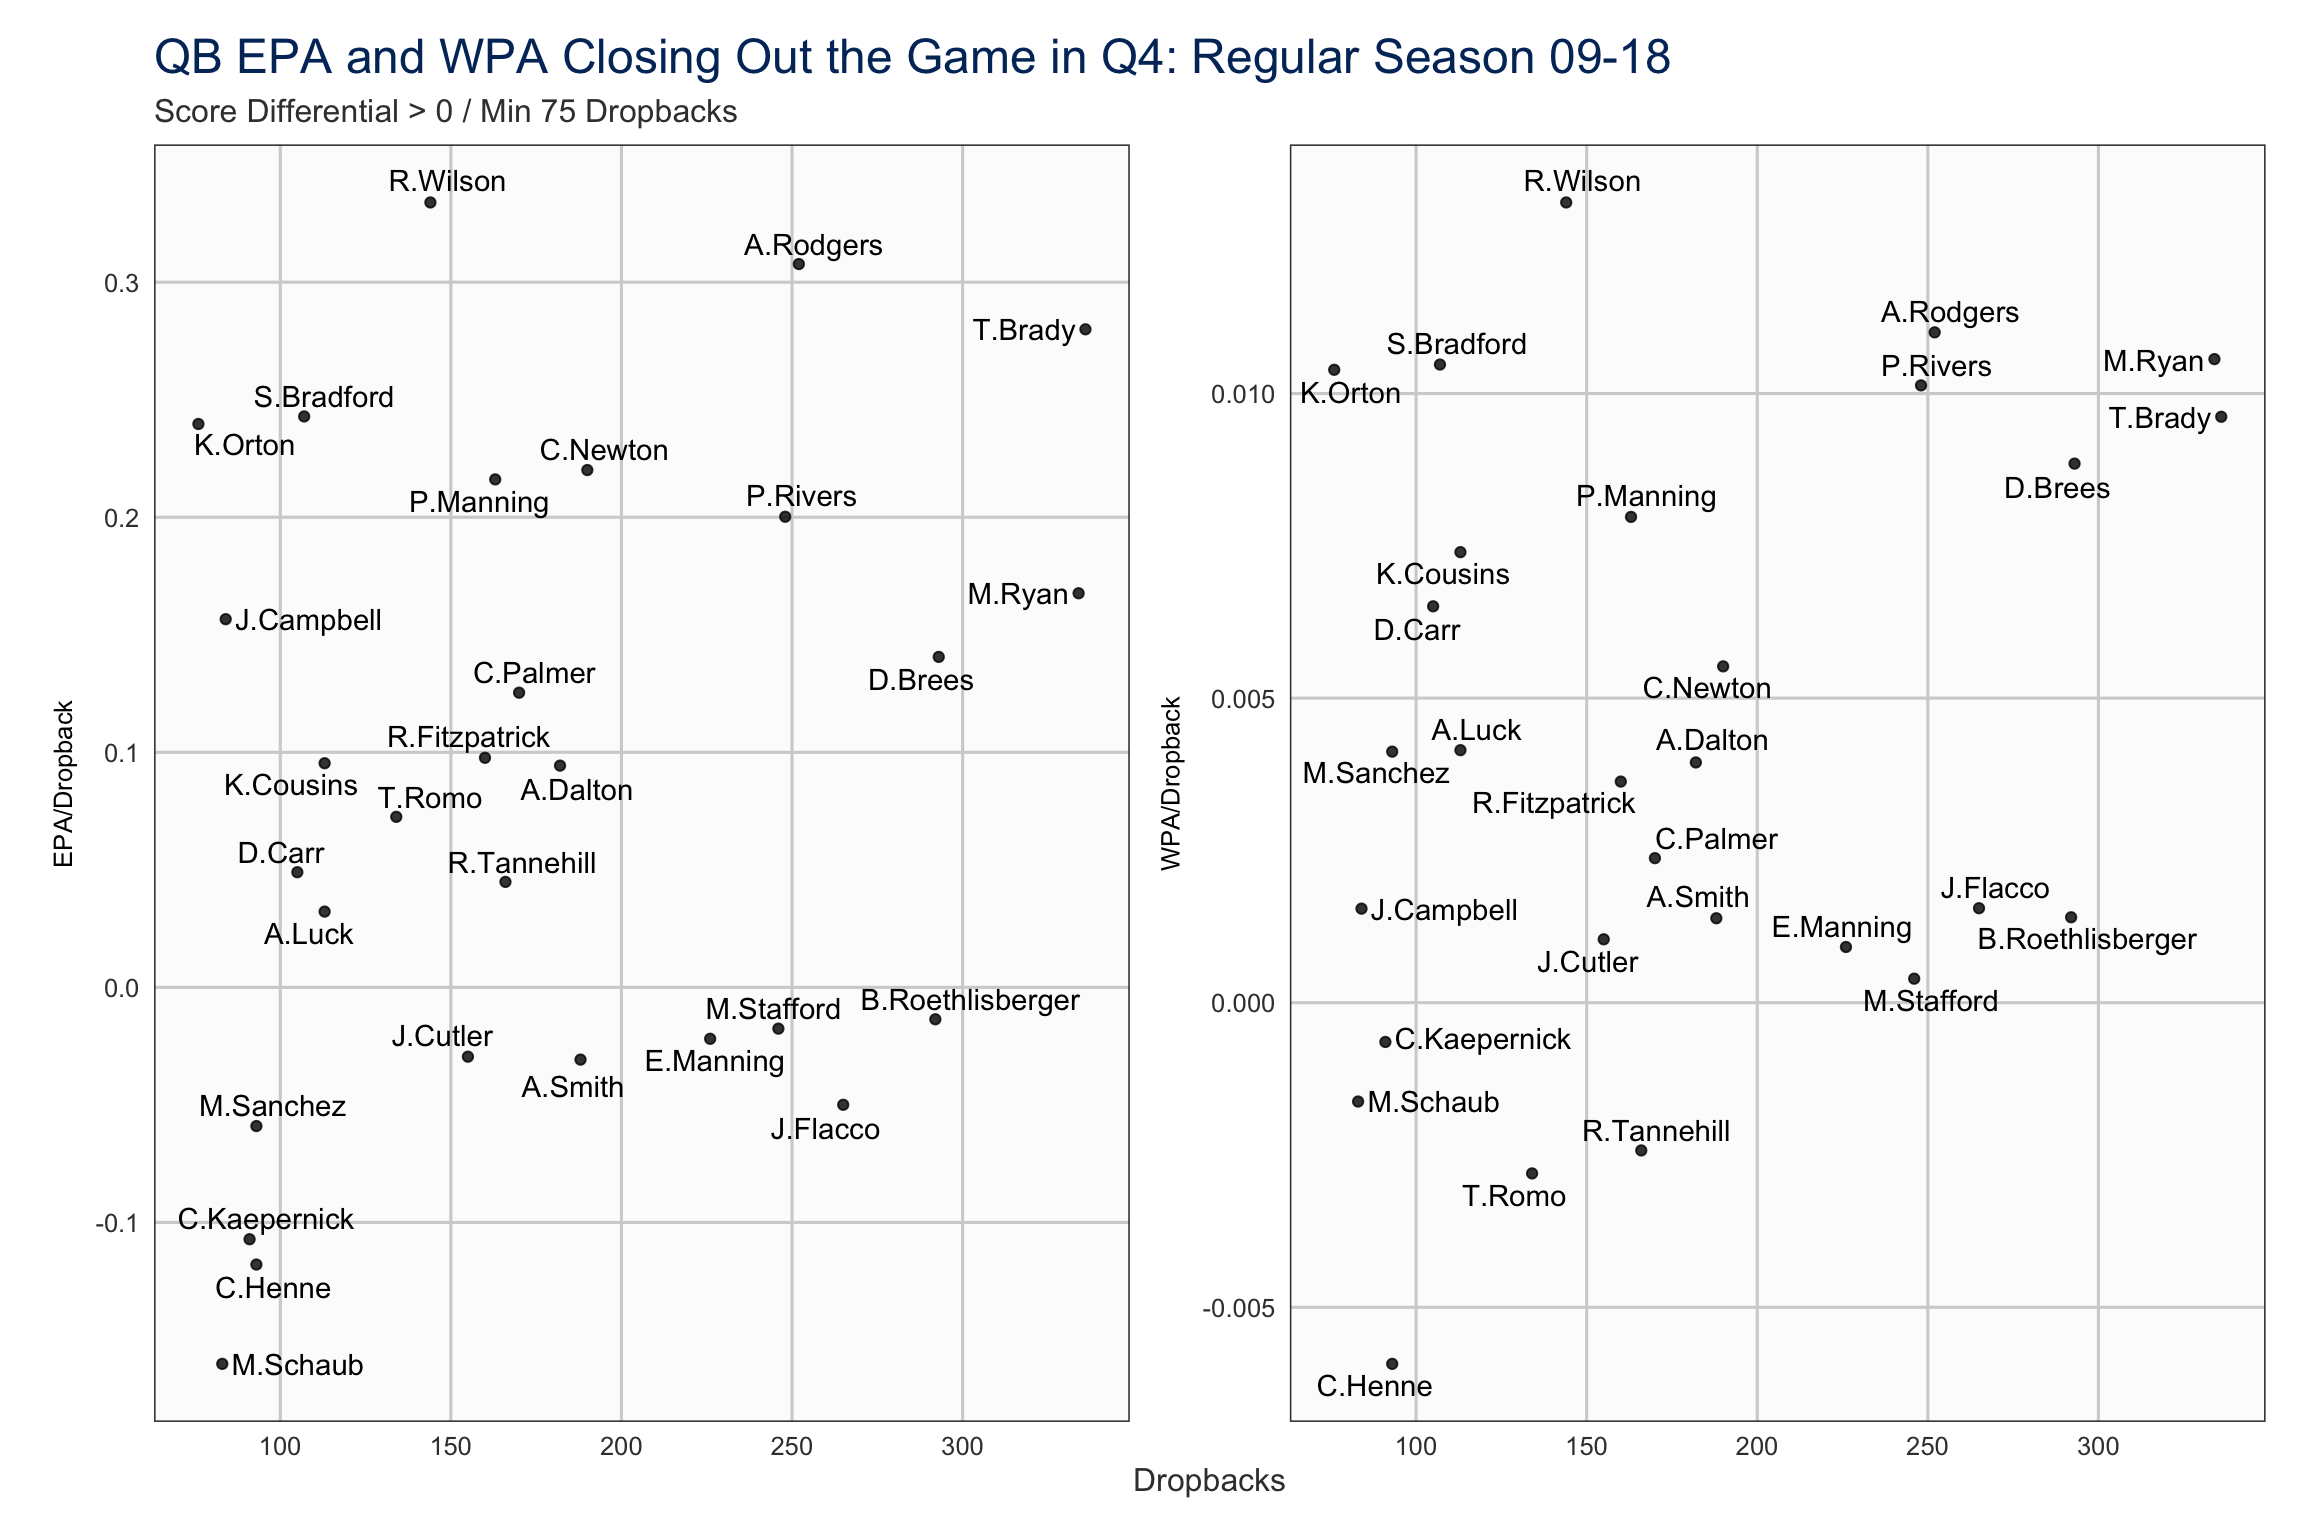 QB EPA and WPA Closing Out the Game in Q4: Regular Season 09-18
Score Differential > 0 / Min 75 Dropbacks
EPA/Dropback
0.3
0.2
0.1
0.0
-0.1
R.Wilson
A.Rodgers
T.Brady
S.Bradford
K.Orton
C.Newton
P.Manning
P.Rivers
M.Ryan
J.Campbell
C.Palmer
D.Brees
R.Fitzpatrick
K.Cousins
T.Romo
A.Dalton
D.Carr
R.Tannehill
A.Luck
B.Roethlisberger
M.Stafford
J.Cutler
E.Manning
A.Smith
M.Sanchez
J.Flacco
C.Kaepernick
C.Henne
M.Schaub
100
150
200
250
300
WPA/Dropback
0.010
0.005
0.000
-0.005
R.Wilson
A.Rodgers
S.Bradford
M.Ryan
P.Rivers
K.Orton
T.Brady
D.Brees
P.Manning
K.Cousins
D.Carr
C.Newton
A.Luck
A.Dalton
M.Sanchez
R.Fitzpatrick
C.Palmer
J.Flacco
A.Smith
J.Campbell
E.Manning
B.Roethlisberger
J.Cutler
M.Stafford
C.Kaepernick
M.Schaub
R.Tannehill
T.Romo
C.Henne
100
150
200
250
300
Dropbacks